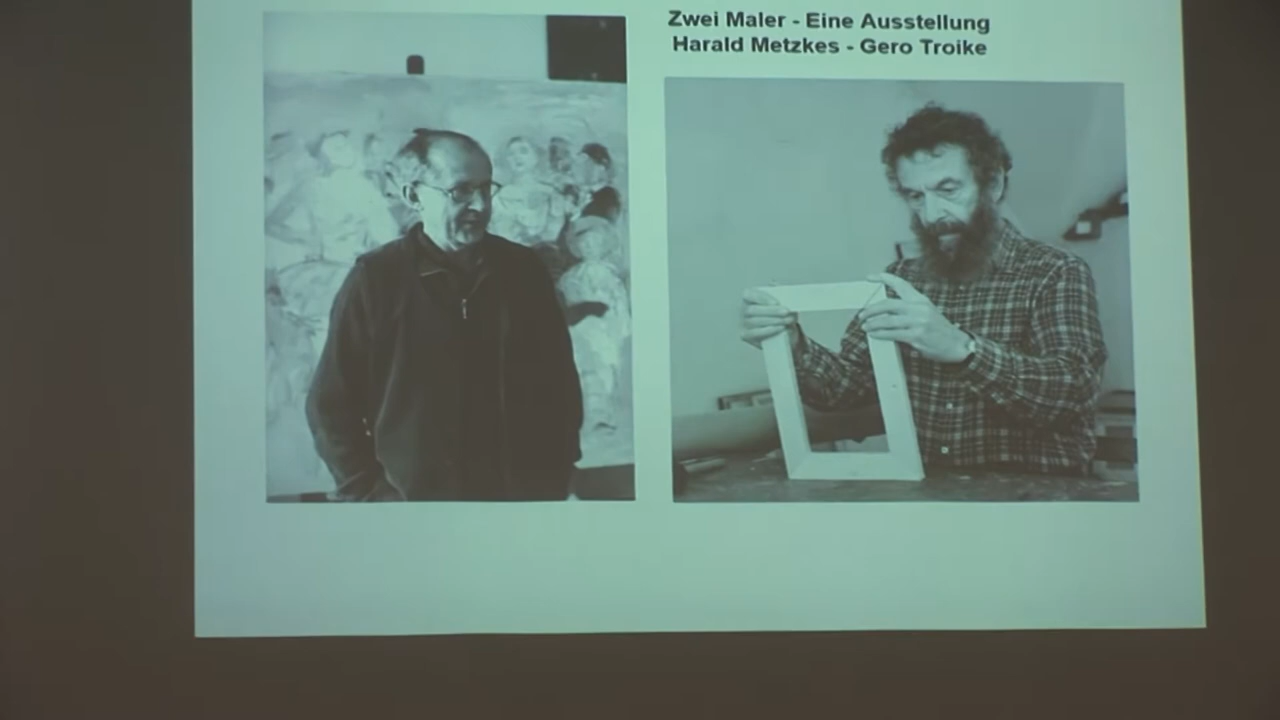 Zwei Maler - Eine Ausstellung
Harald Metzkes - Gero Troike